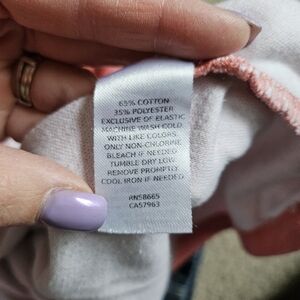 65% COTTON
35% POLYESTER
EXCLUSIVE OF ELASTIC
MACHINE WASH COLD
WITH LIKE COLORS
ONLY NON-CHLORINE
BLEACH IF NEEDED
TUMBLE DRY LOW
REMOVE PROMPTLY
COOL IRON IF NEEDED
RN58665
CA57963